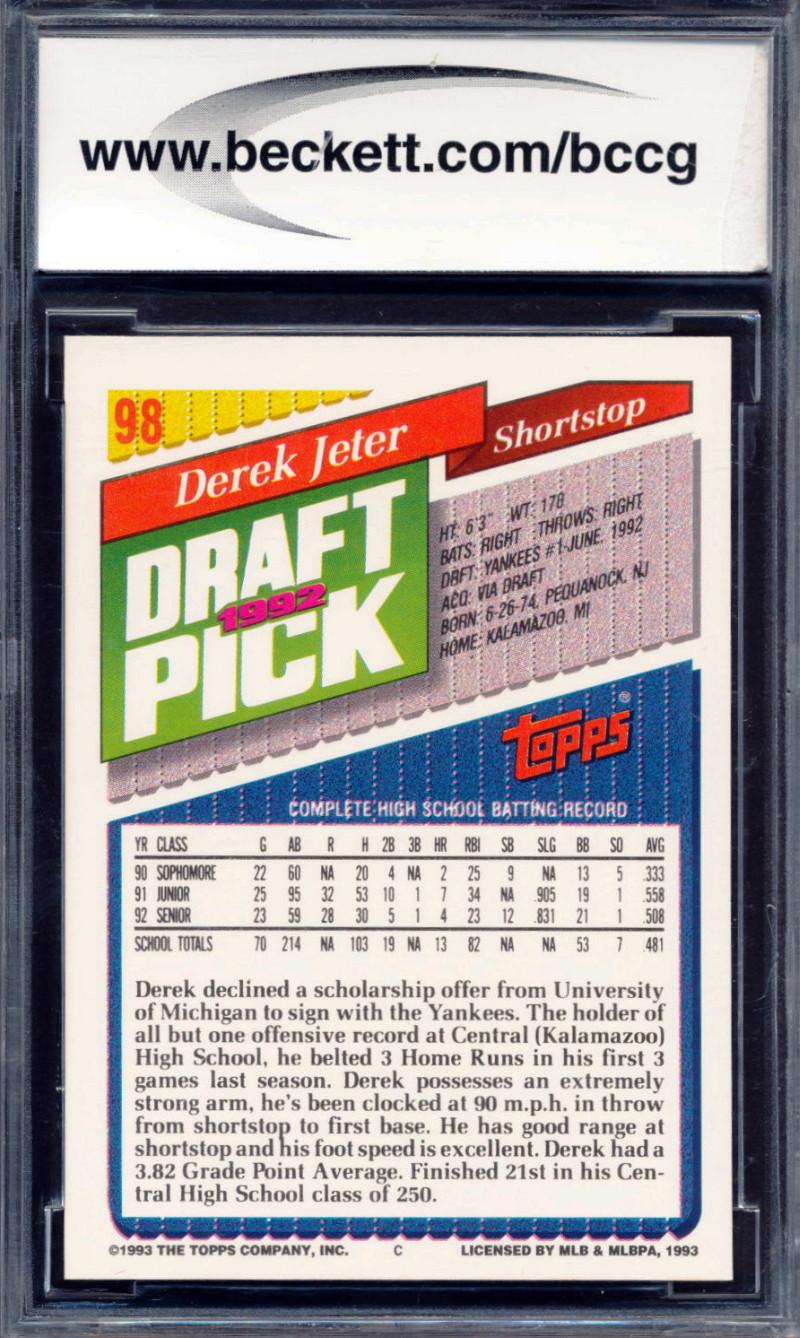 www.beckett.com/bccg
98
Derek Jeter
Shortstop
DRAFT
1992
PICK
HT: 6'3" WT: 178
BATS: RIGHT THROWS: RIGHT
DRFT: YANKEES #1-JUNE, 1992
ACQ: VIA DRAFT
BORN: 6-26-74, PEQUANOCK, NJ
HOME: KALAMAZOO, MI
Topps®
COMPLETE HIGH SCHOOL BATTING RECORD
YR CLASS G AB R H 2B 3B HR RBI SB SLG BB SO AVG
90 SOPHOMORE 22 60 NA 20 4 NA 2 25 9 NA 13 5 .333
91 JUNIOR 25 95 32 53 10 1 7 34 NA .905 19 1 .558
92 SENIOR 23 59 28 30 5 1 4 23 12 .831 21 1 .508
SCHOOL TOTALS 70 214 NA 103 19 NA 13 82 NA NA 53 7 .481
Derek declined a scholarship offer from University
of Michigan to sign with the Yankees. The holder of
all but one offensive record at Central (Kalamazoo)
High School, he belted 3 Home Runs in his first 3
games last season. Derek possesses an extremely
strong arm, he's been clocked at 90 m.p.h. in throw
from shortstop to first base. He has good range at
shortstop and his foot speed is excellent. Derek had a
3.82 Grade Point Average. Finished 21st in his Cen-
tral High School class of 250.
©1993 THE TOPPS COMPANY, INC. C LICENSED BY MLB & MLBPA, 1993